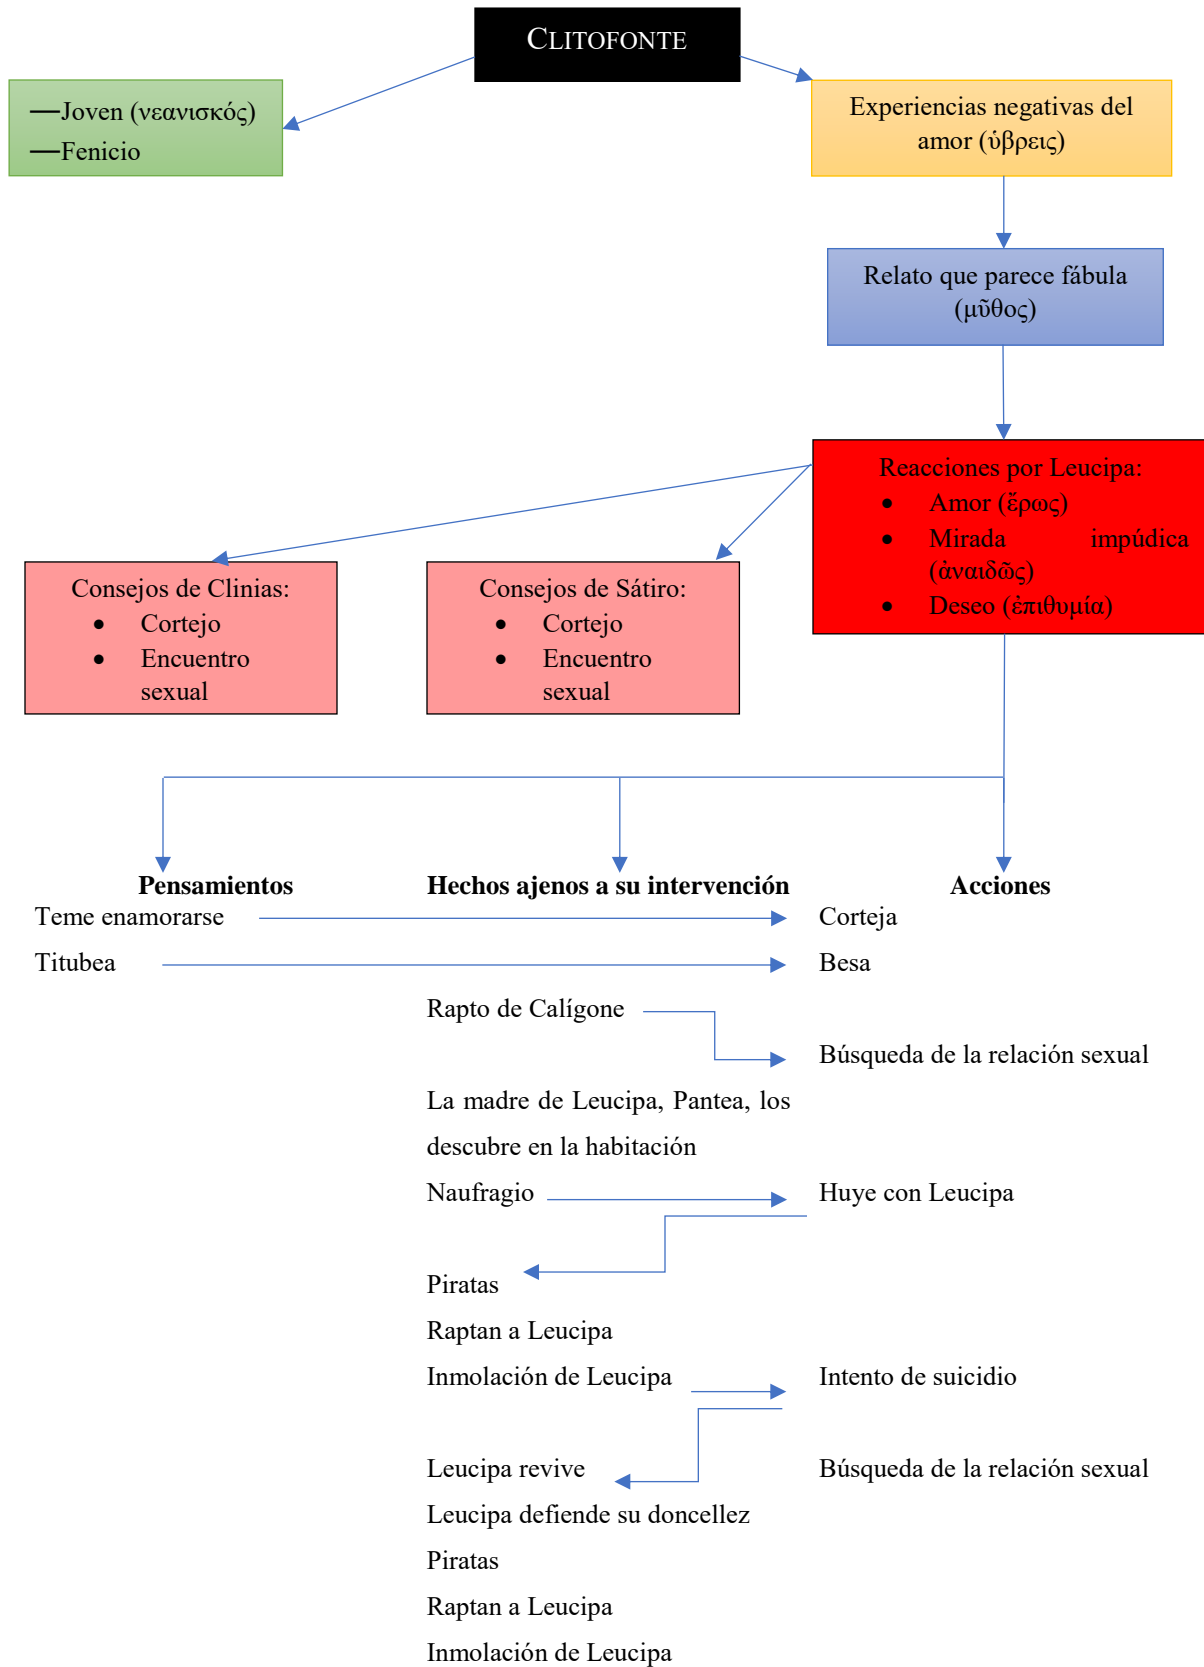 CLITOFONTE
—Joven (νεανισκός)
—Fenicio
Experiencias negativas del
amor (ὑβρεις)
Relato que parece fábula
(μῦθος)
Reacciones por Leucipa:
• Amor (ἔρως)
• Mirada impúdica
(ἀναιδῶς)
• Deseo (ἐπιθυμία)
Consejos de Clinias:
• Cortejo
• Encuentro
sexual
Consejos de Sátiro:
• Cortejo
• Encuentro
sexual
Pensamientos
Hechos ajenos a su intervención
Acciones
Teme enamorarse
Corteja
Titubea
Besa
Rapto de Calígone
Búsqueda de la relación sexual
La madre de Leucipa, Pantea, los
descubre en la habitación
Naufragio
Huye con Leucipa
Piratas
Raptan a Leucipa
Inmolación de Leucipa
Intento de suicidio
Leucipa revive
Búsqueda de la relación sexual
Leucipa defiende su doncellez
Piratas
Raptan a Leucipa
Inmolación de Leucipa